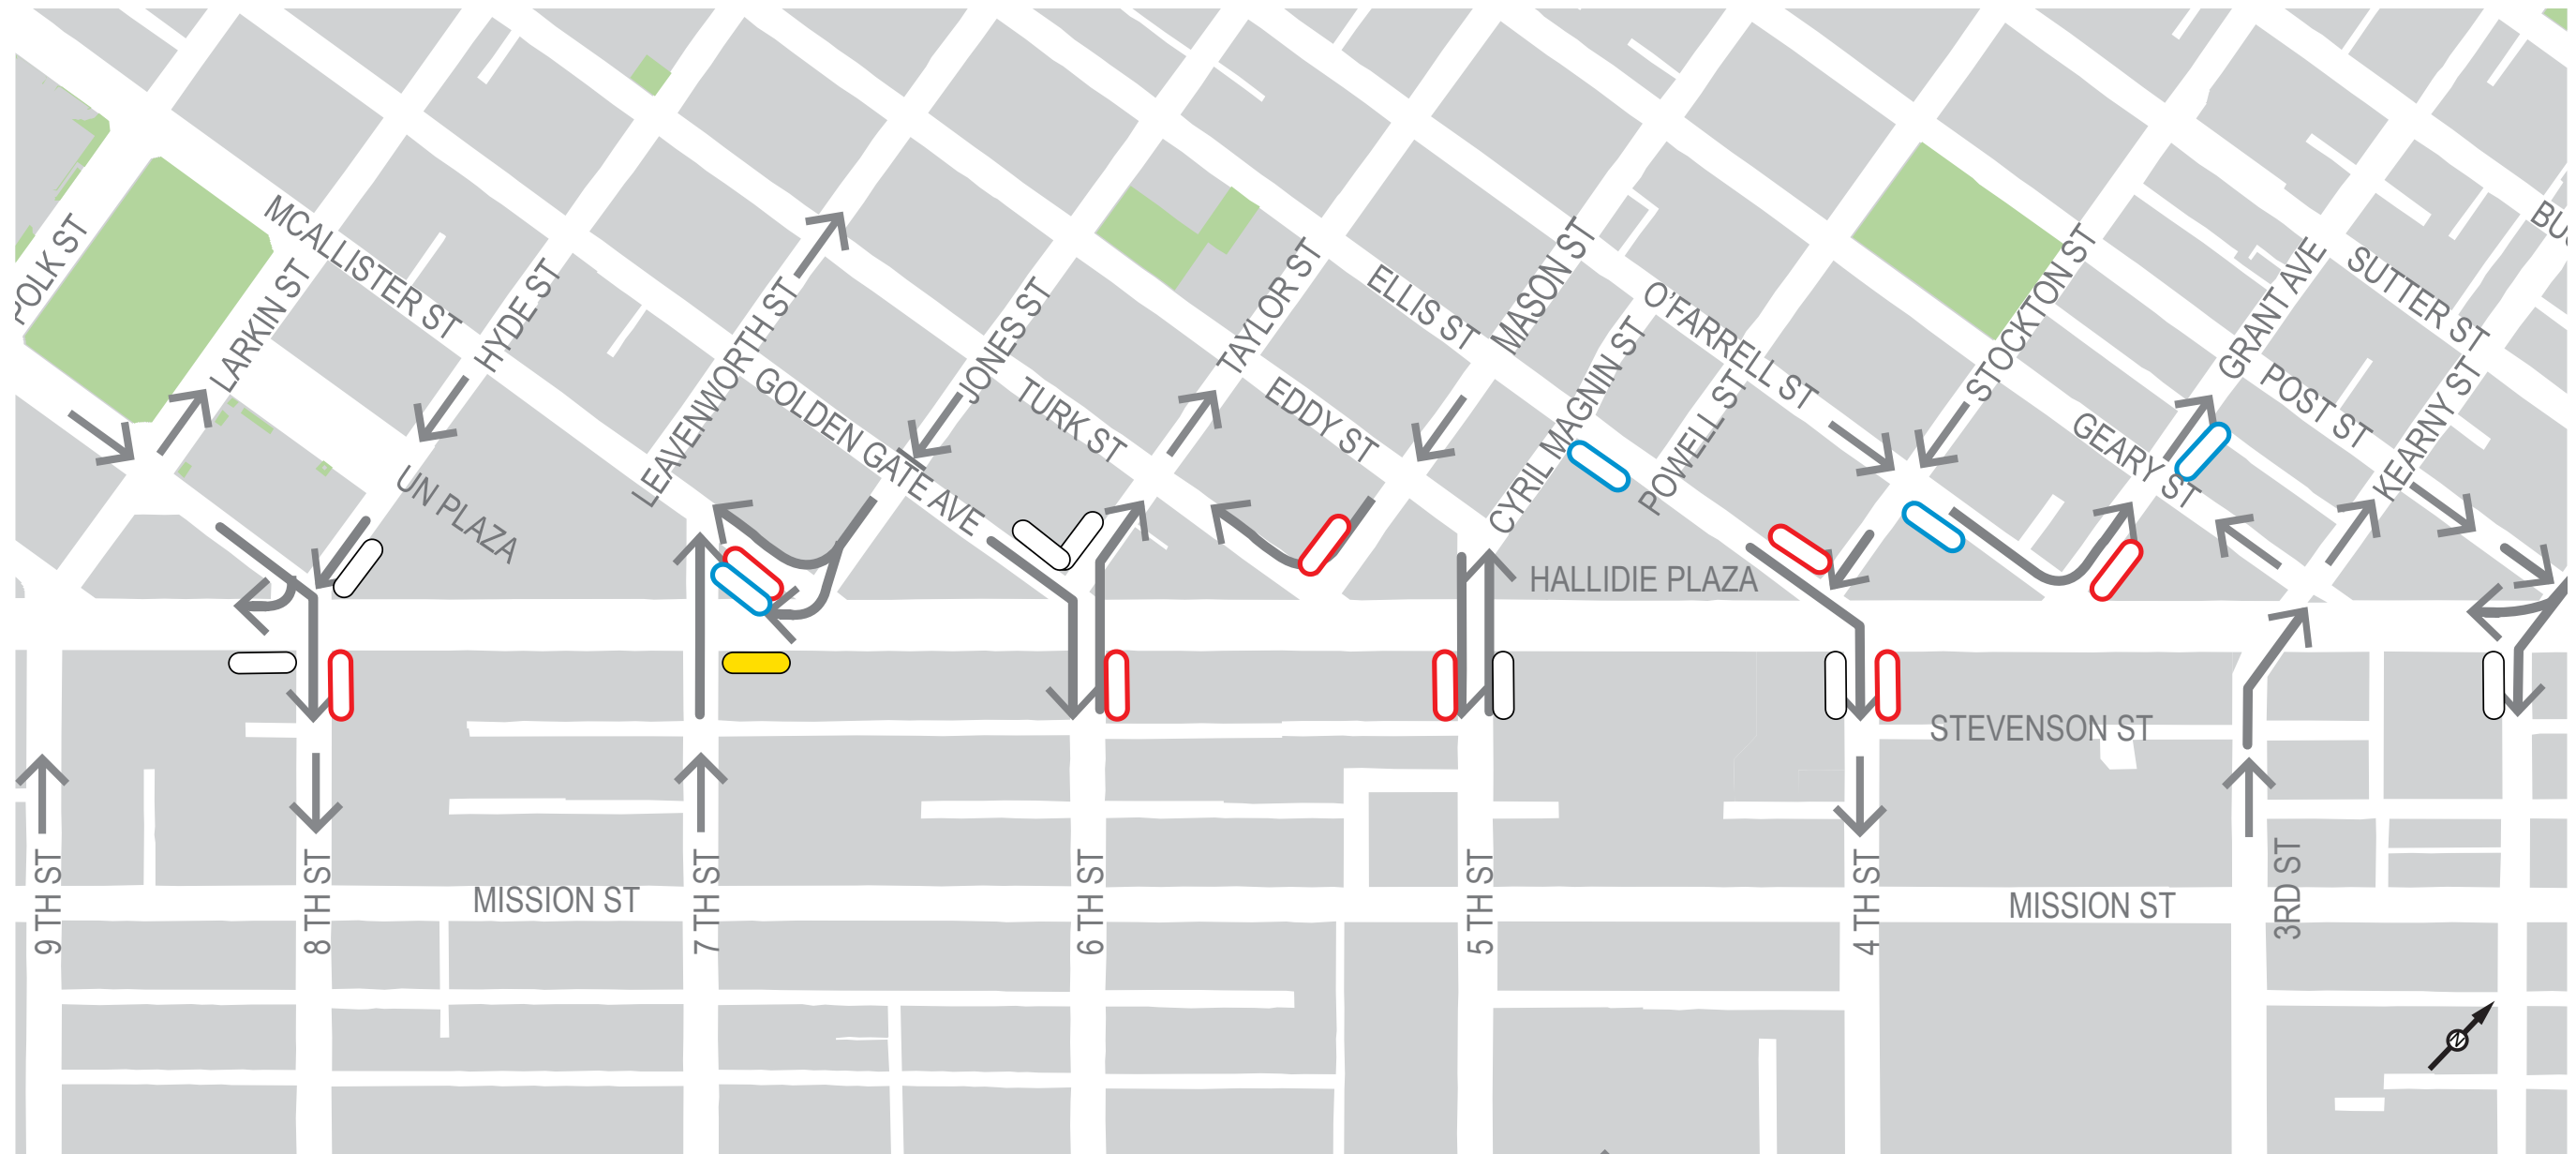 POLK ST
MCALLISTER ST
LARKIN ST
HYDE ST
UN PLAZA
LEAVENWORTH ST
GOLDEN GATE AVE
JONES ST
TURK ST
TAYLOR ST
EDDY ST
ELLIS ST
MASON ST
CYRIL MAGNIN ST
O'FARRELL ST
POWELL ST
STOCKTON ST
GEARY ST
GRANT AVE
POST ST
SUTTER ST
KEARNY ST
HALLIDIE PLAZA
STEVENSON ST
9 TH ST
8 TH ST
7 TH ST
6 TH ST
5 TH ST
4 TH ST
3RD ST
MISSION ST
MISSION ST
N